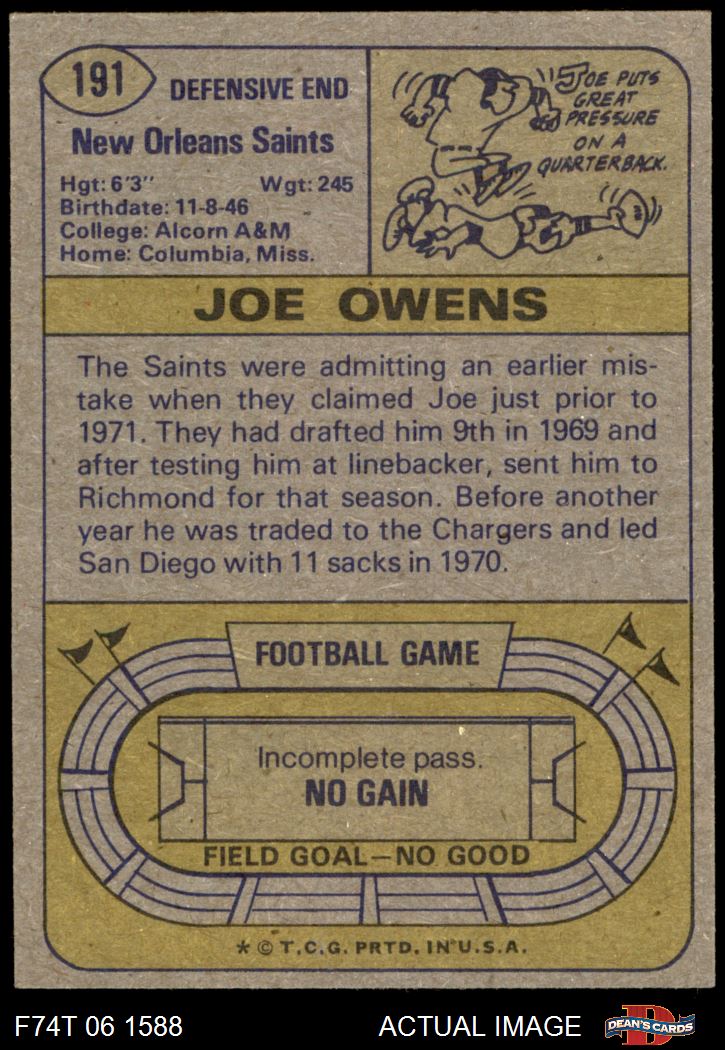 191
DEFENSIVE END
New Orleans Saints
Hgt: 6'3" Wgt: 245
Birthdate: 11-8-46
College: Alcorn A&M
Home: Columbia, Miss.
JOE PUTS
GREAT
PRESSURE
ON A
QUARTERBACK.
JOE OWENS
The Saints were admitting an earlier mis-
take when they claimed Joe just prior to
1971. They had drafted him 9th in 1969 and
after testing him at linebacker, sent him to
Richmond for that season. Before another
year he was traded to the Chargers and led
San Diego with 11 sacks in 1970.
FOOTBALL GAME
Incomplete pass.
NO GAIN
FIELD GOAL—NO GOOD
* © T.C.G. PRTD. IN U.S.A.
F74T 06 1588 ACTUAL IMAGE
DEAN'S CARDS